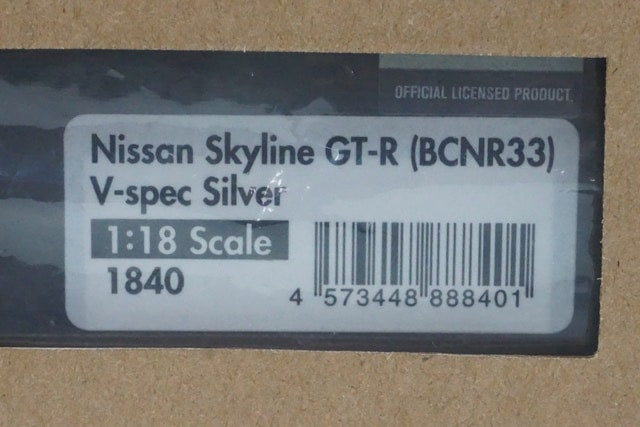 OFFICIAL LICENSED PRODUCT
Nissan Skyline GT-R (BCNR33)
V-spec Silver
1:18 Scale
1840
4 573448 888401